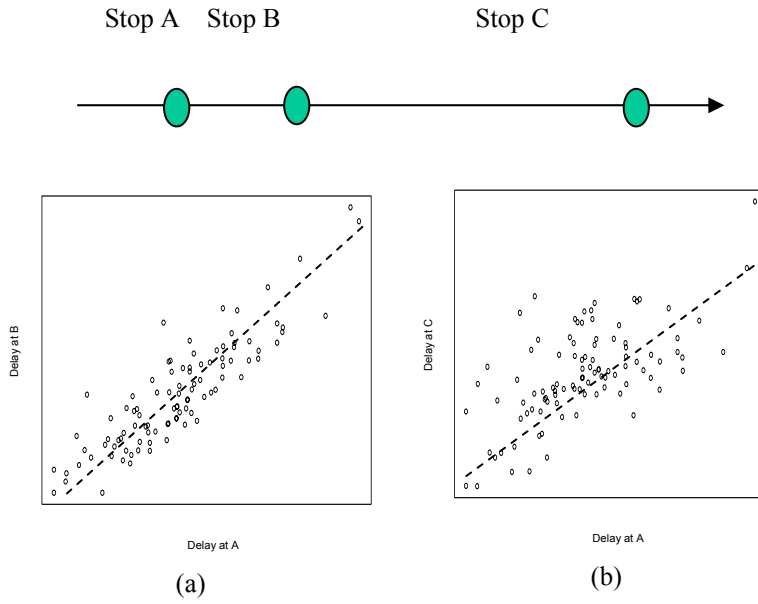 Stop A Stop B Stop C
Delay at B
Delay at A
(a)
Delay at C
Delay at A
(b)